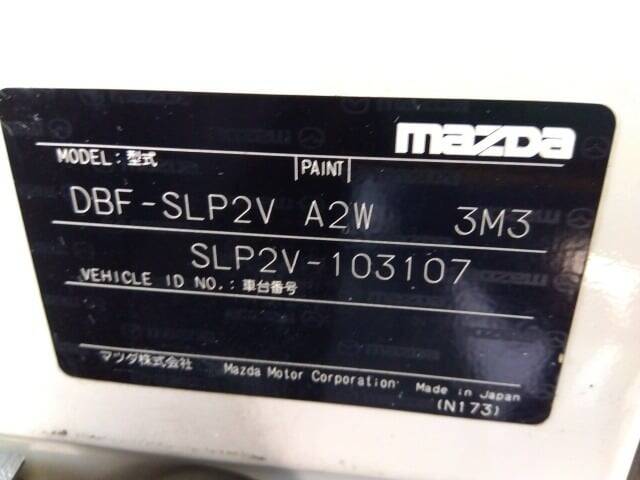 mazda
MODEL：型式 |PAINT|
DBF-SLP2V A2W 3M3
SLP2V-103107
VEHICLE ID NO.：車台番号
マツダ株式会社 Mazda Motor Corporation Made in Japan
(N173)